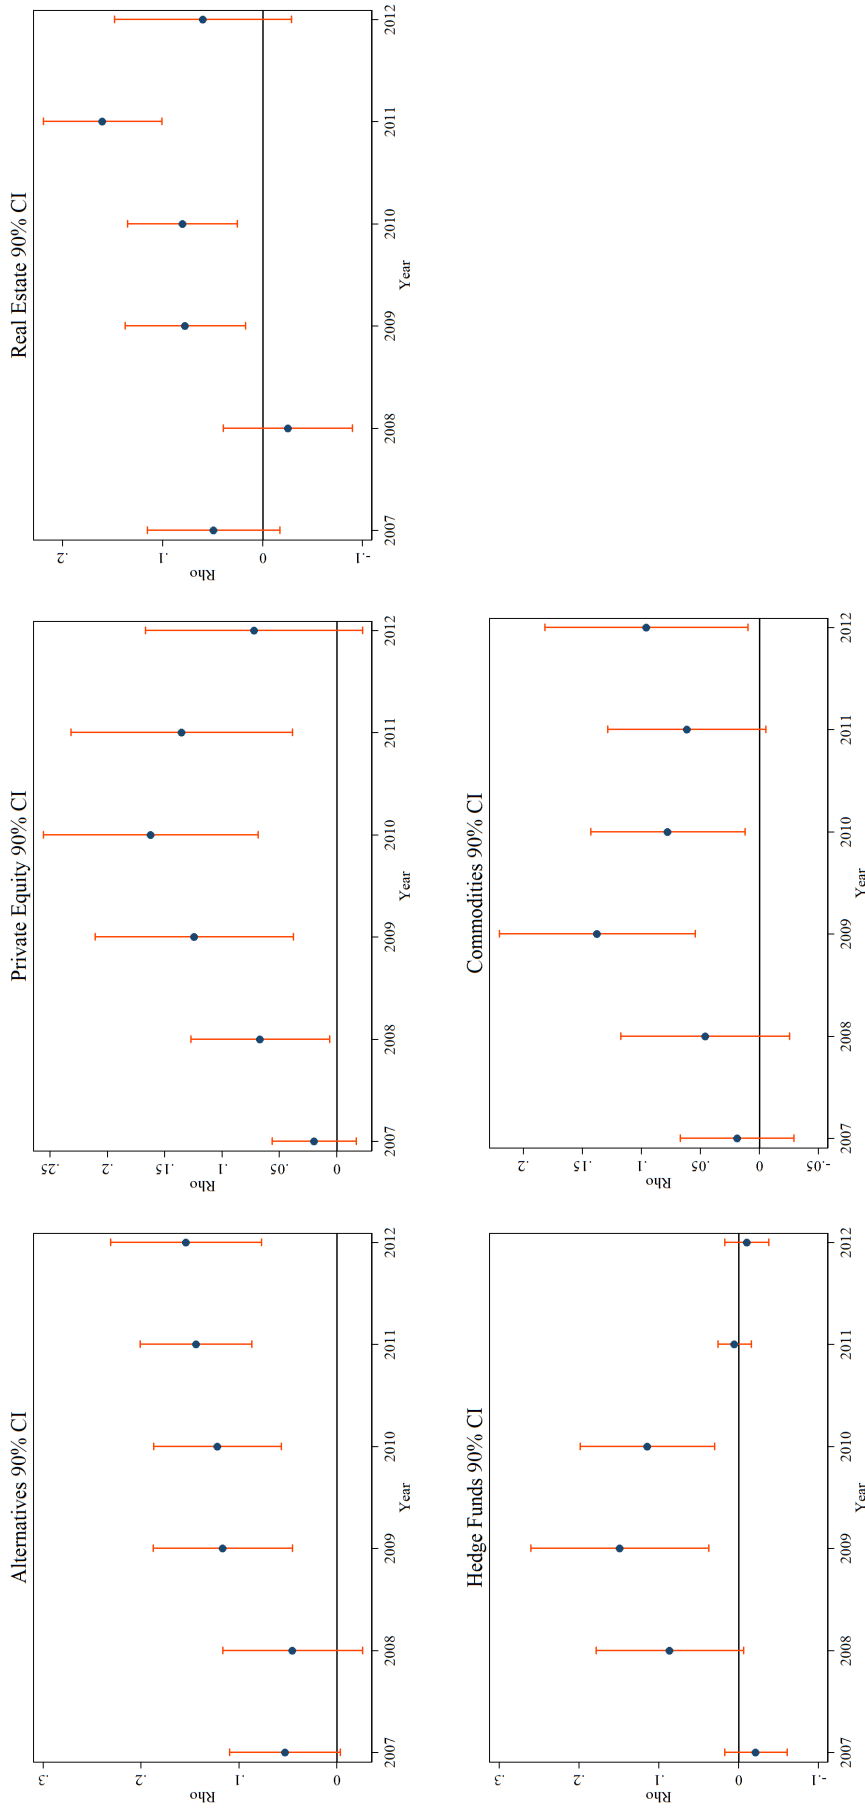 Alternatives 90% CI
Rho
.3
.2
.1
0
2007 2008 2009 2010 2011 2012
Year
Private Equity 90% CI
Rho
.25
.2
.15
.1
.05
0
2007 2008 2009 2010 2011 2012
Year
Real Estate 90% CI
Rho
.2
.1
0
-.1
2007 2008 2009 2010 2011 2012
Year
Hedge Funds 90% CI
Rho
.3
.2
.1
0
-.1
2007 2008 2009 2010 2011 2012
Year
Commodities 90% CI
Rho
.2
.15
.1
.05
0
-.05
2007 2008 2009 2010 2011 2012
Year